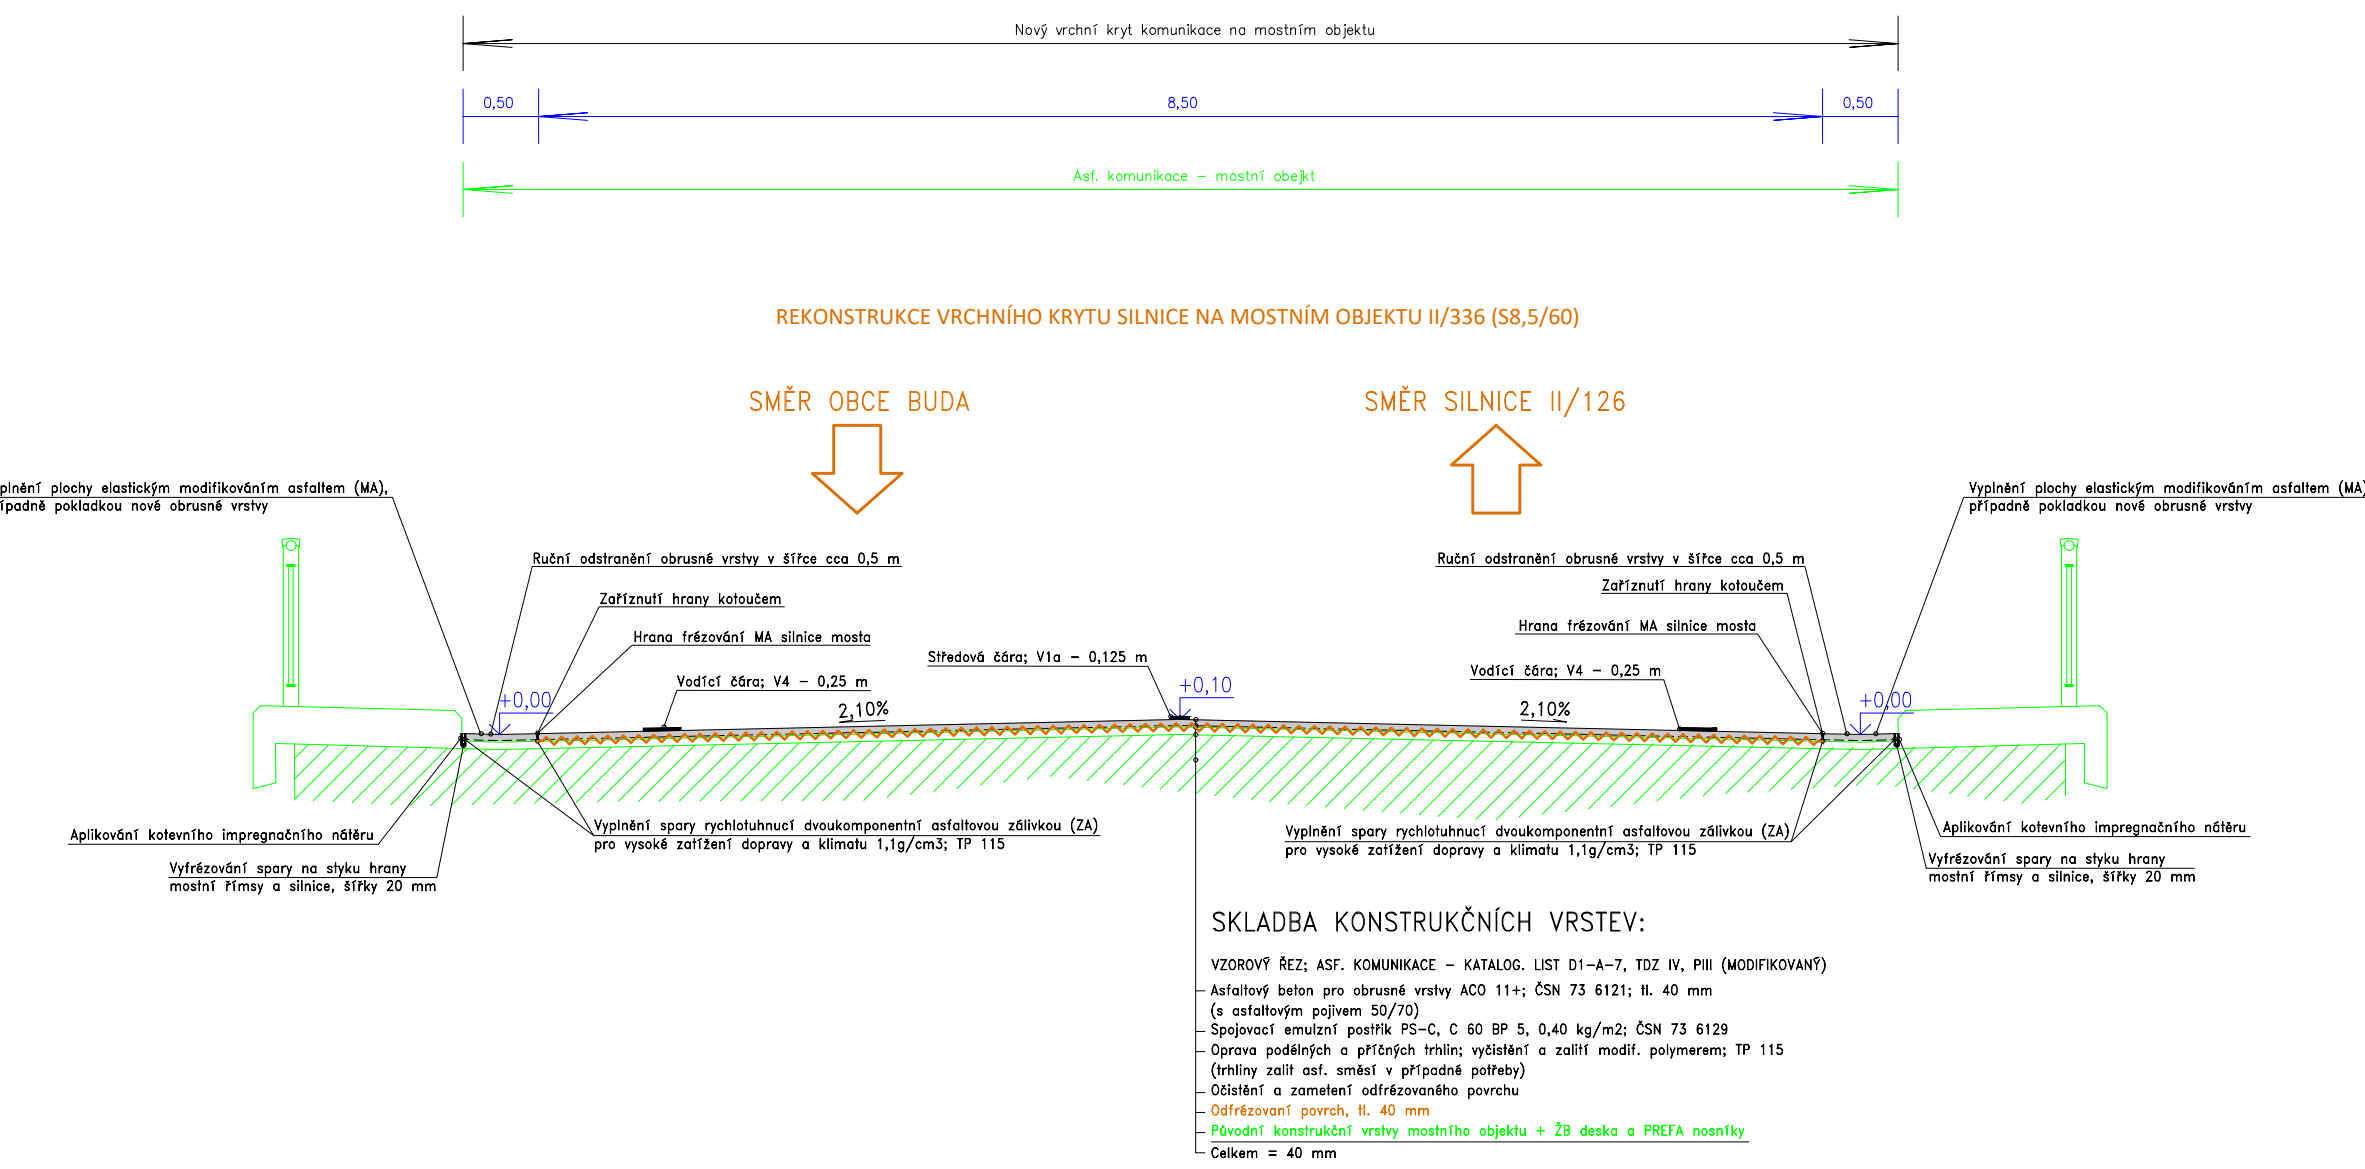 Nový vrchní kryt komunikace na mostním objektu
0,50
8,50
0,50
Asf. komunikace – mostní obejkt
REKONSTRUKCE VRCHNÍHO KRYTU SILNICE NA MOSTNÍM OBJEKTU II/336 (S8,5/60)
SMĚR OBCE BUDA
SMĚR SILNICE II/126
plnění plochy elastickým modifikováním asfaltem (MA),
ípadně pokladkou nové obrusné vrstvy
Vyplnění plochy elastickým modifikováním asfaltem (MA)
případně pokladkou nové obrusné vrstvy
Ruční odstranění obrusné vrstvy v šířce cca 0,5 m
Zaříznutí hrany kotoučem
Hrana frézování MA silnice mosta
Vodící čára; V4 – 0,25 m
Středová čára; V1a – 0,125 m
Ruční odstranění obrusné vrstvy v šířce cca 0,5 m
Zaříznutí hrany kotoučem
Hrana frézování MA silnice mosta
Vodící čára; V4 – 0,25 m
+0,00
2,10%
+0,10
2,10%
+0,00
Aplikování kotevního impregnačního nátěru
Vyfrézování spary na styku hrany
mostní římsy a silnice, šířky 20 mm
Vyplnění spary rychlotuhnucí dvoukomponentní asfaltovou zálivkou (ZA)
pro vysoké zatížení dopravy a klimatu 1,1g/cm3; TP 115
Vyplnění spary rychlotuhnucí dvoukomponentní asfaltovou zálivkou (ZA)
pro vysoké zatížení dopravy a klimatu 1,1g/cm3; TP 115
Aplikování kotevního impregnačního nátěru
Vyfrézování spary na styku hrany
mostní římsy a silnice, šířky 20 mm
SKLADBA KONSTRUKČNÍCH VRSTEV:
VZOROVÝ ŘEZ; ASF. KOMUNIKACE – KATALOG. LIST D1-A-7, TDZ IV, PIII (MODIFIKOVANÝ)
Asfaltový beton pro obrusné vrstvy ACO 11+; ČSN 73 6121; tl. 40 mm
(s asfaltovým pojivem 50/70)
Spojovací emulzní postřik PS-C, C 60 BP 5, 0,40 kg/m2; ČSN 73 6129
Oprava podélných a příčných trhlin; vyčistění a zalití modif. polymerem; TP 115
(trhliny zalit asf. směsí v případné potřeby)
Očistění a zametení odfrézovaného povrchu
Odfrézovaní povrch, tl. 40 mm
Původní konstrukční vrstvy mostního objektu + ŽB deska a PREFA nosníky
Celkem = 40 mm